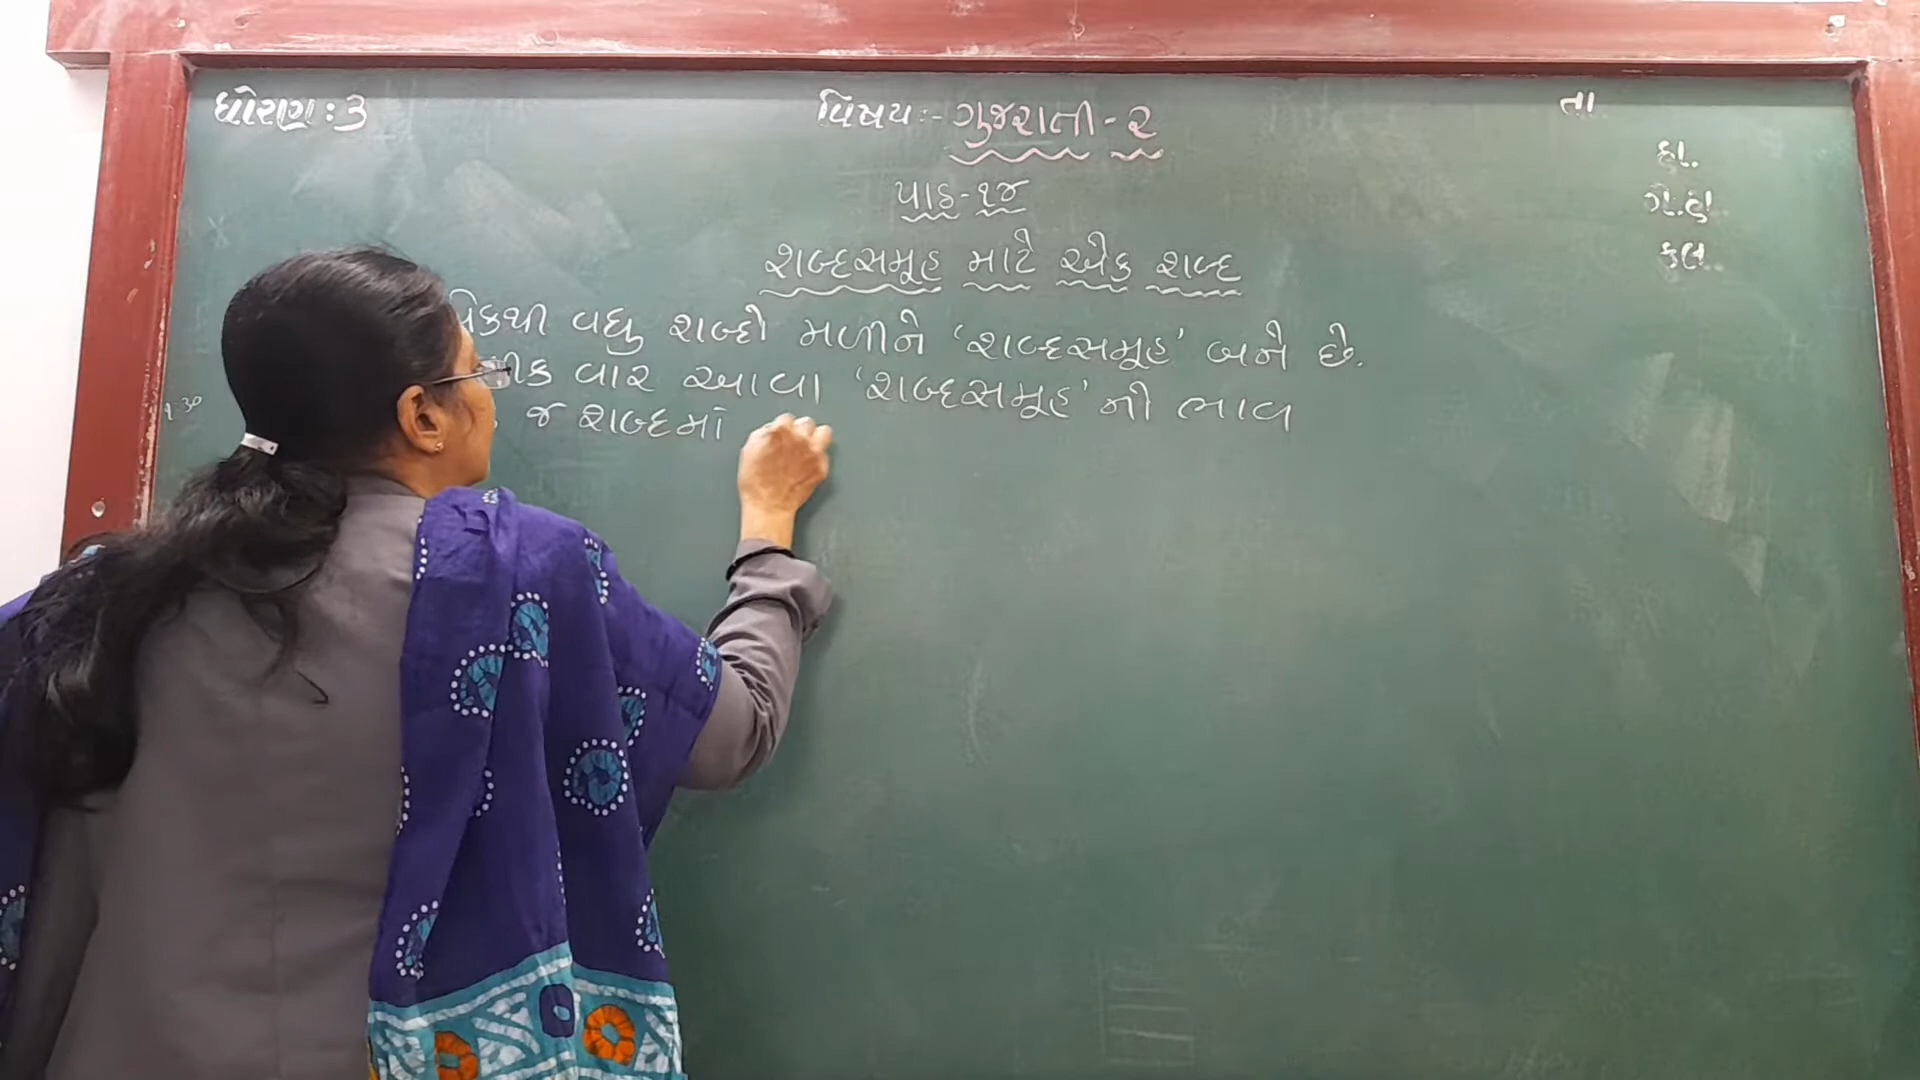 ધોરણ : 3 વિષય :- ગુજરાતી - ૨ તા
હા.
ગે.હા.
કુલ.
પાઠ - ૧૪
શબ્દસમૂહ માટે એક શબ્દ
વધુ શબ્દો મળીને ‘શબ્દસમૂહ’ બને છે.
વાર આવા ‘શબ્દસમૂહ’ નો ભાવ
જ શબ્દમાં